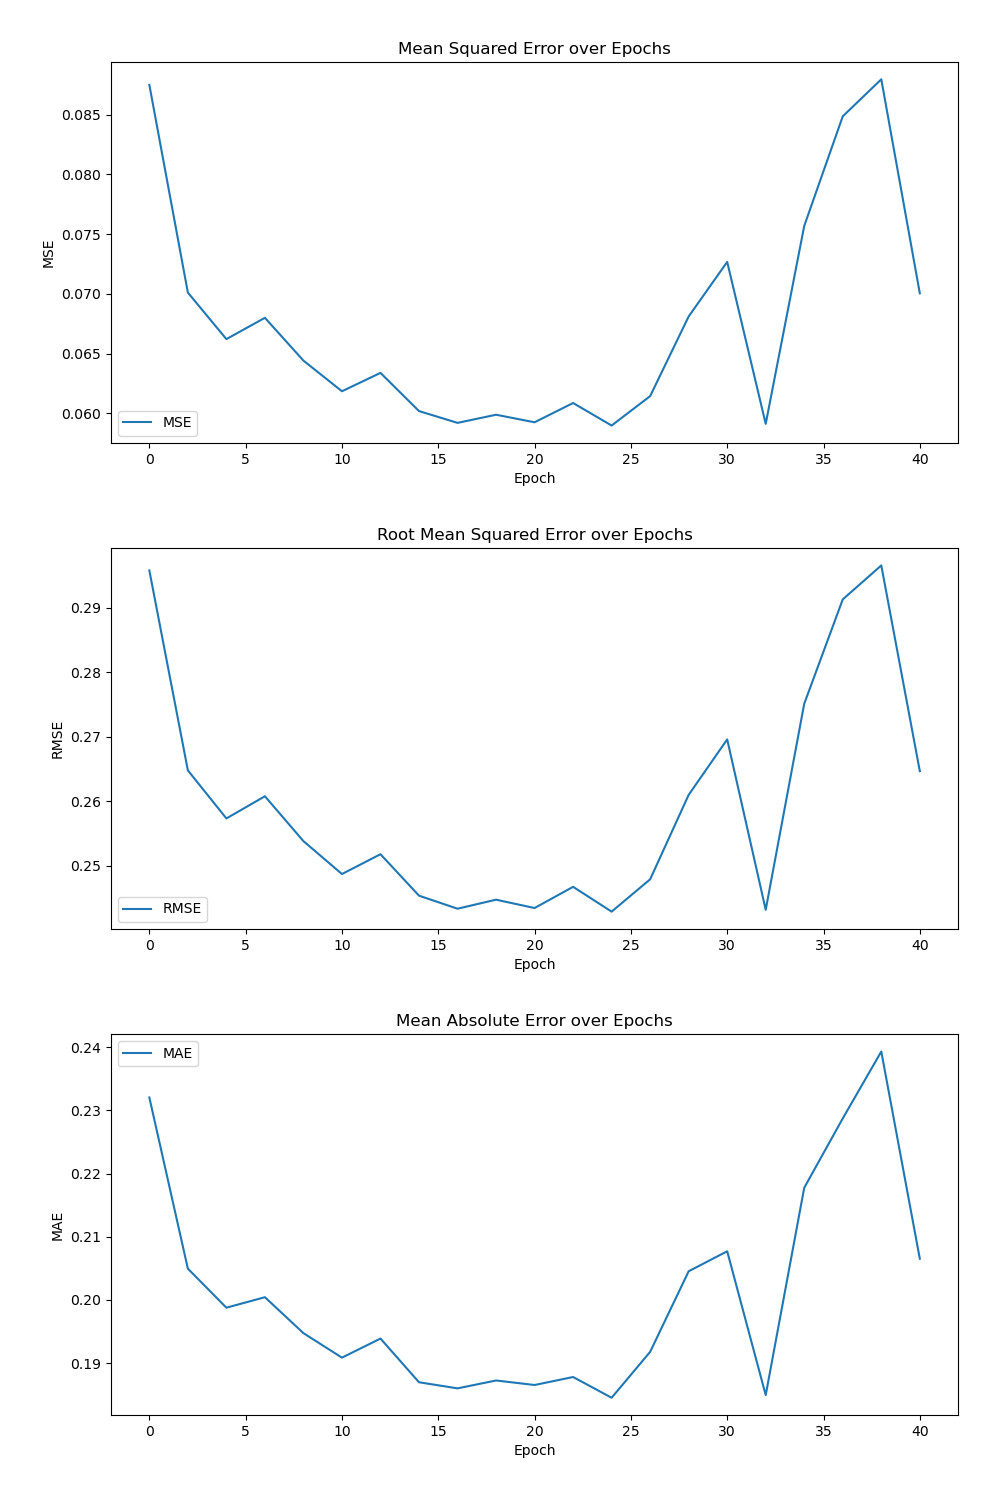 Mean Squared Error over Epochs
0.085
0.080
0.075
0.070
0.065
0.060
MSE
MSE
0 5 10 15 20 25 30 35 40
Epoch
Root Mean Squared Error over Epochs
0.29
0.28
0.27
0.26
0.25
RMSE
RMSE
0 5 10 15 20 25 30 35 40
Epoch
Mean Absolute Error over Epochs
0.24
0.23
0.22
0.21
0.20
0.19
MAE
MAE
0 5 10 15 20 25 30 35 40
Epoch